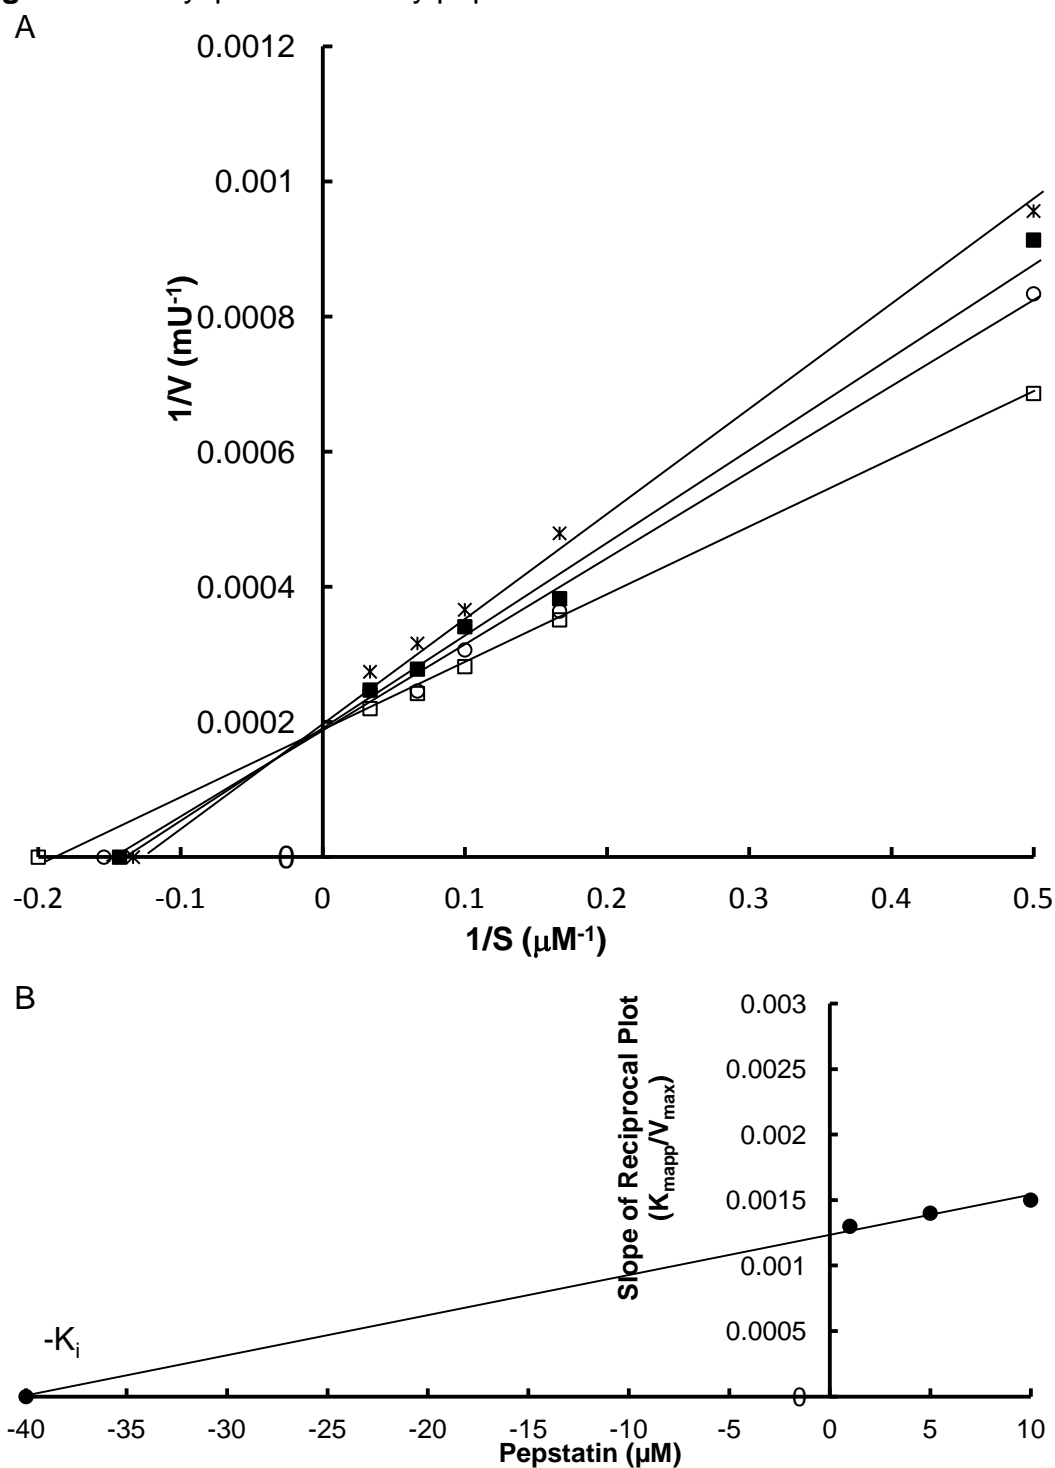 A
0.0012
0.001
0.0008
0.0006
0.0004
0.0002
0
1/V (mU-1)
-0.2 -0.1 0 0.1 0.2 0.3 0.4 0.5
1/S (μM-1)
B
Slope of Reciprocal Plot
(Kmapp/Vmax)
0.003
0.0025
0.002
0.0015
0.001
0.0005
0
-Ki
-40 -35 -30 -25 -20 -15 -10 -5 0 5 10
Pepstatin (μM)